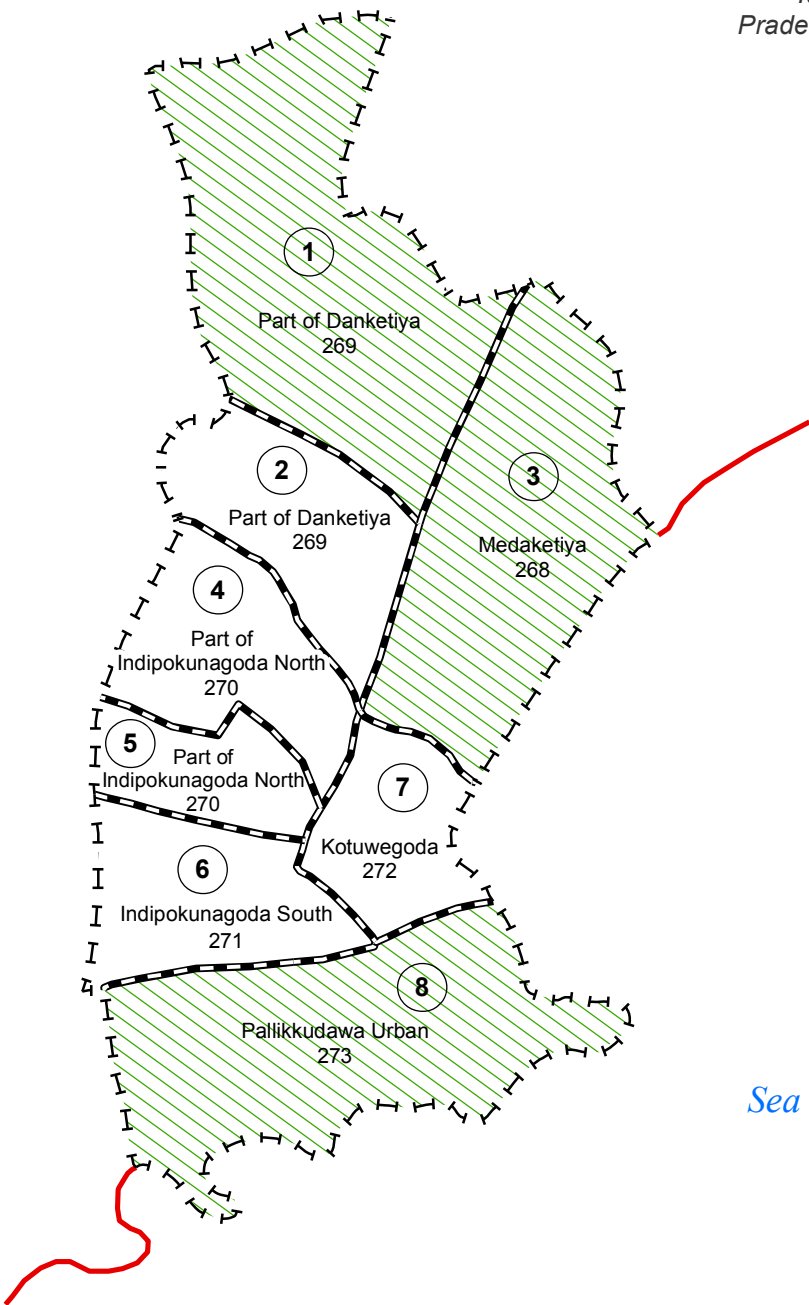 Prade
1
Part of Danketiya
269
2
Part of Danketiya
269
3
Medaketiya
268
4
Part of
Indipokunagoda North
270
5
Part of
Indipokunagoda North
270
7
Kotuwegoda
272
6
Indipokunagoda South
271
8
Pallikkudawa Urban
273
Sea